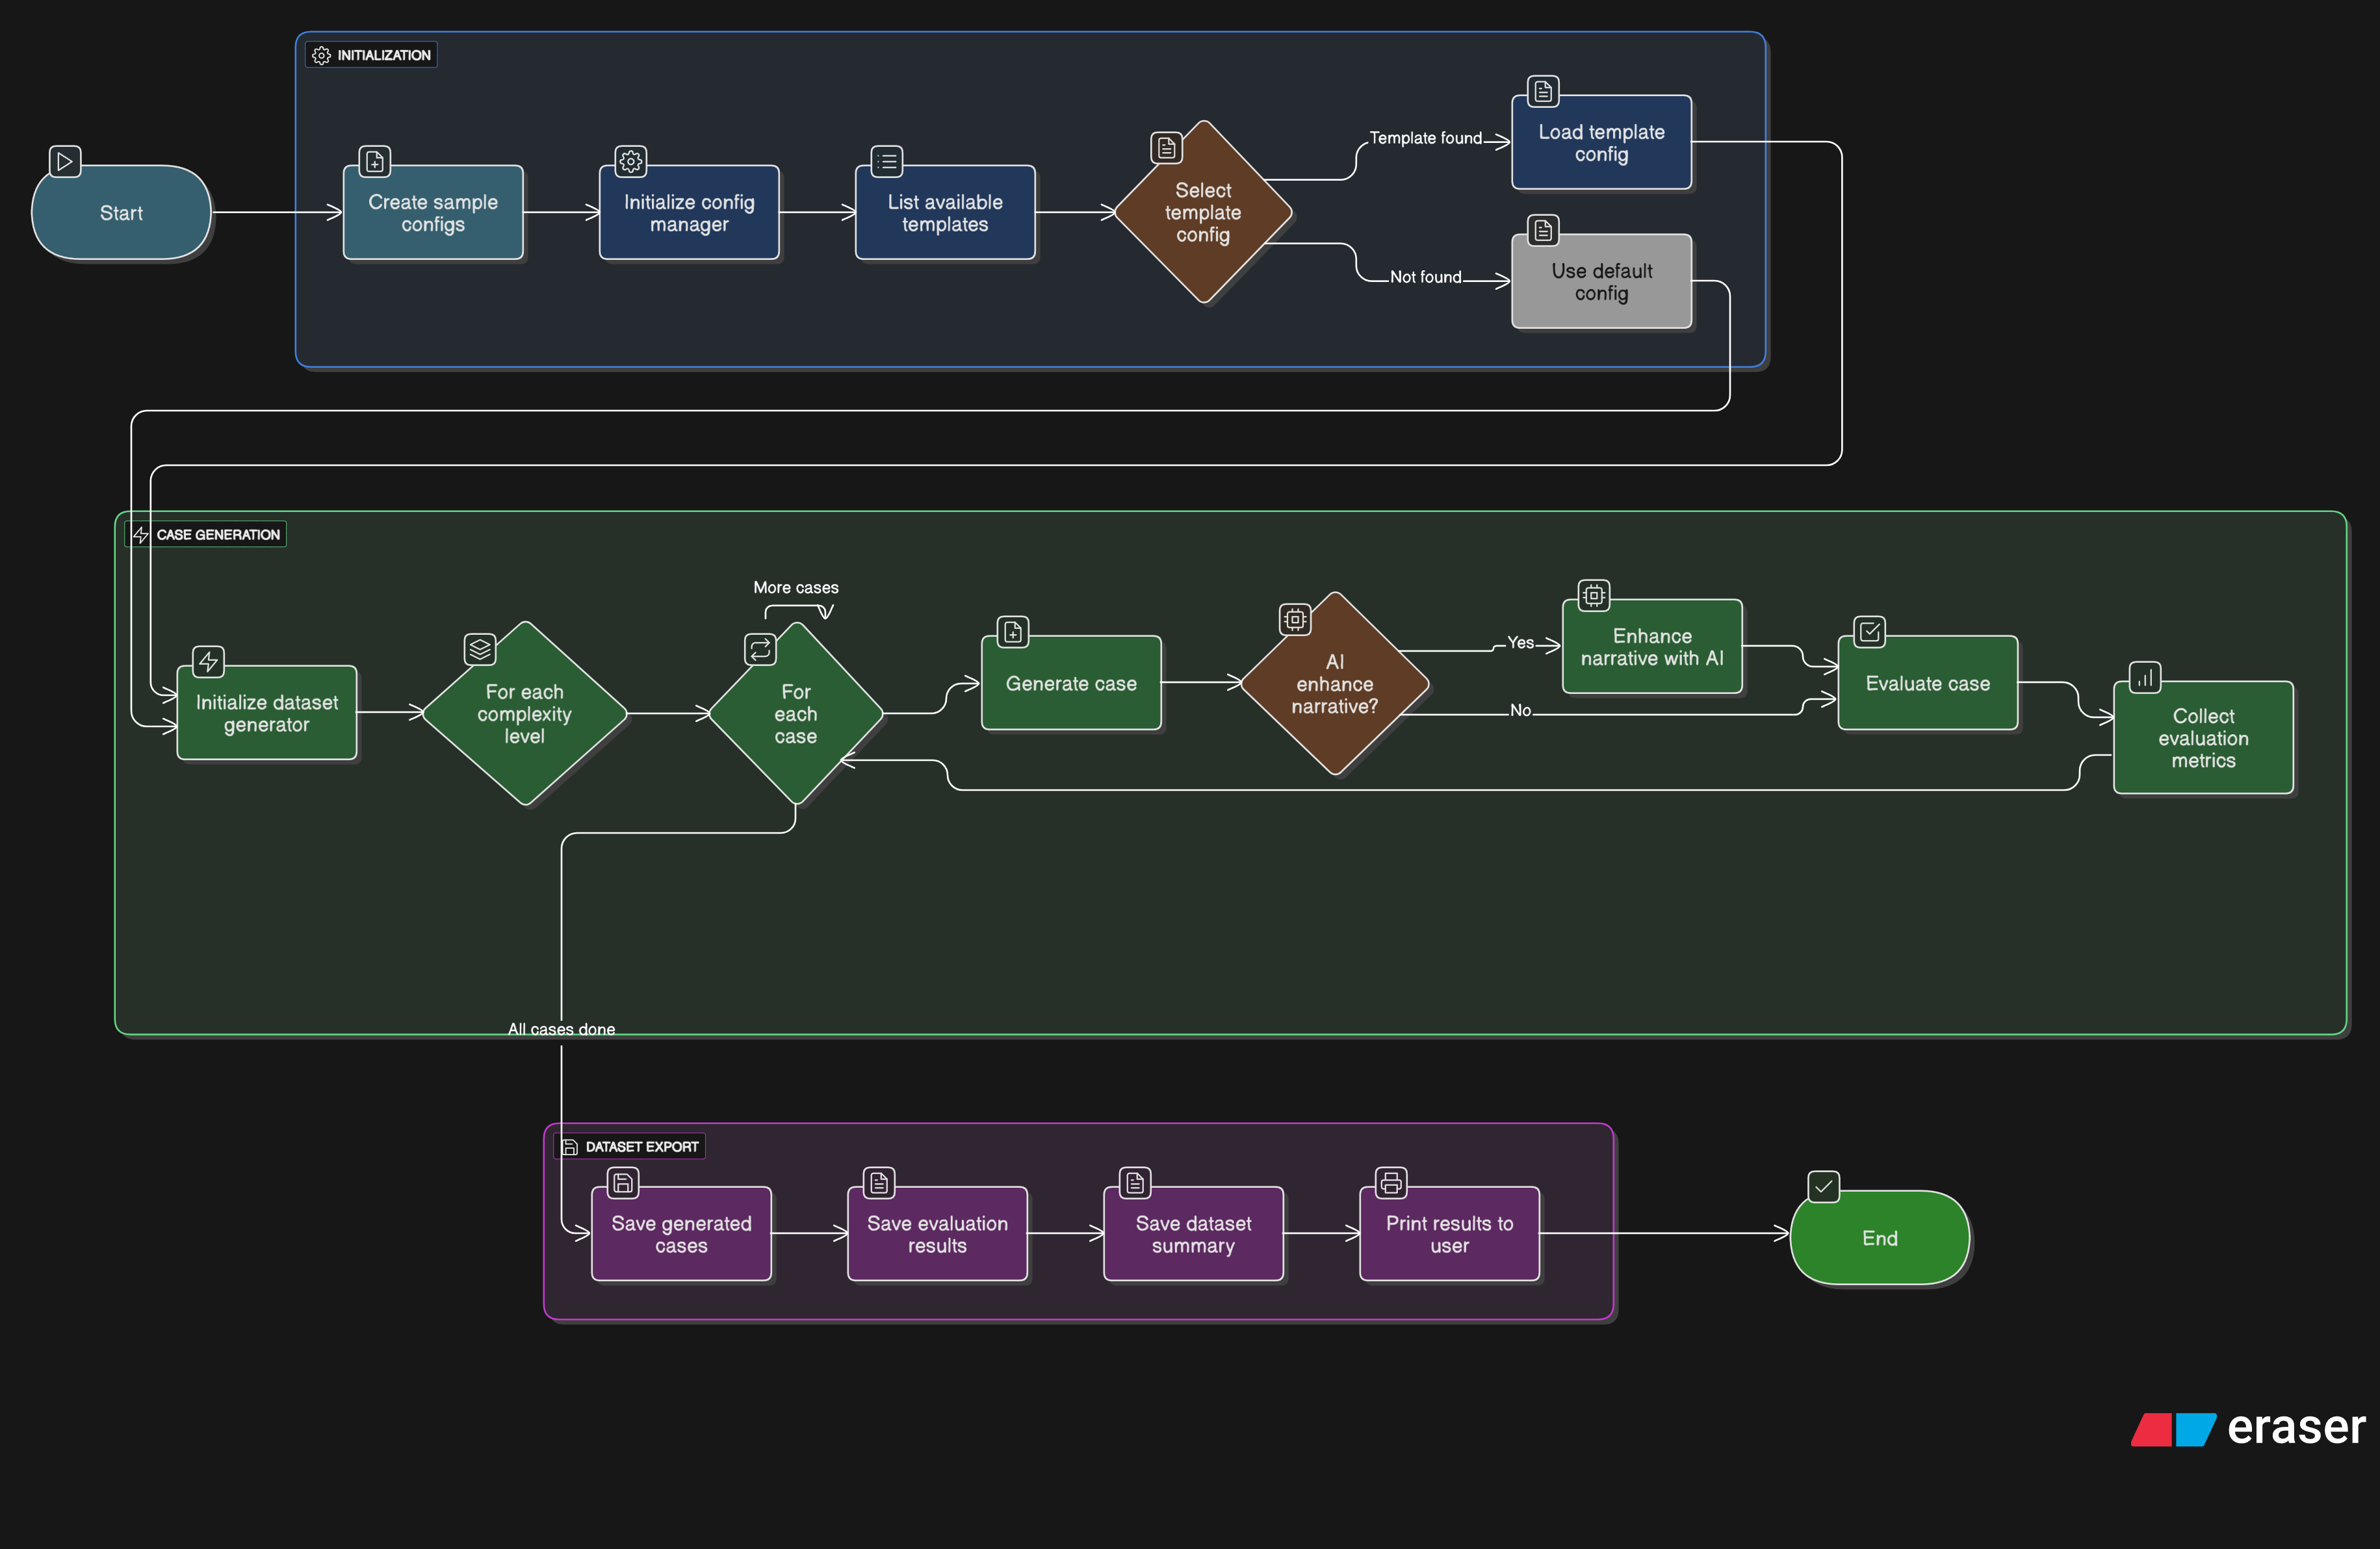 INITIALIZATION
Start
Create sample
configs
Initialize config
manager
List available
templates
Select
template
config
Template found
Load template
config
Not found
Use default
config
CASE GENERATION
Initialize dataset
generator
For each
complexity
level
More cases
For
each
case
Generate case
AI
enhance
narrative?
Yes
Enhance
narrative with AI
No
Evaluate case
Collect
evaluation
metrics
All cases done
DATASET EXPORT
Save generated
cases
Save evaluation
results
Save dataset
summary
Print results to
user
End
eraser